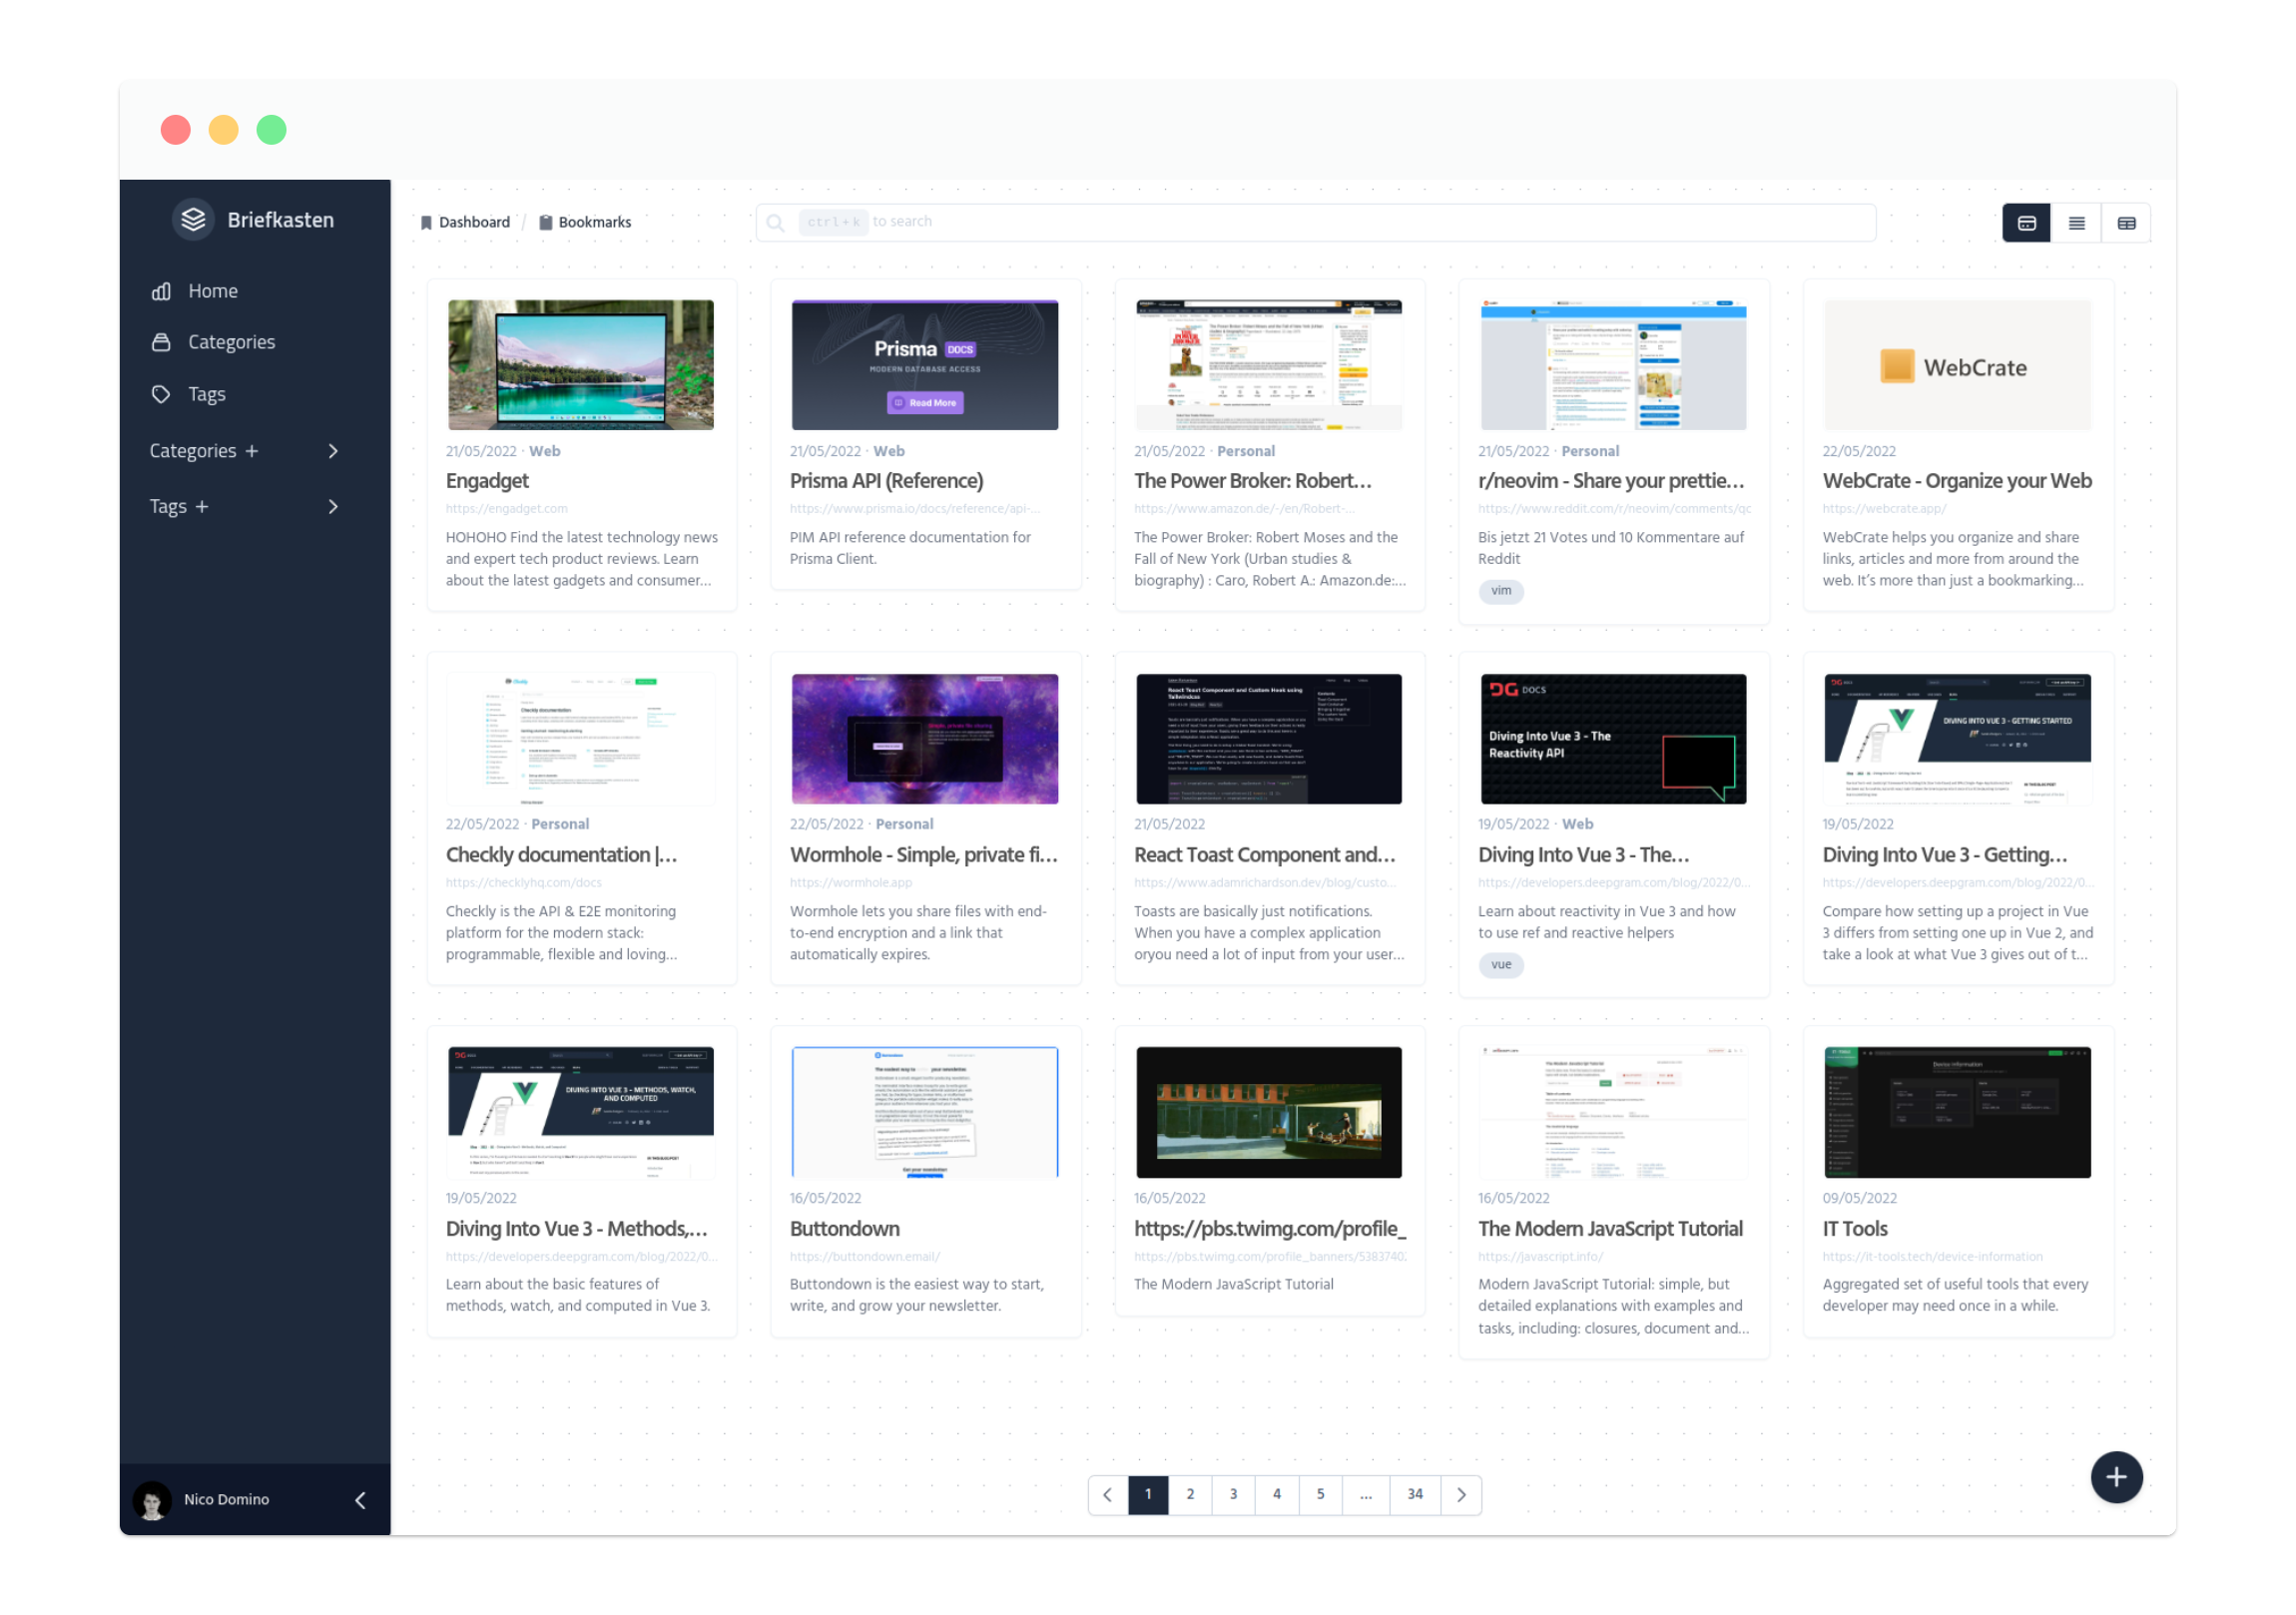 Briefkasten
Home
Categories
Tags
Categories +
Tags +
Nico Domino
Dashboard / Bookmarks
ctrl+k to search
21/05/2022 · Web
Engadget
https://engadget.com
HOHOHO Find the latest technology news
and expert tech product reviews. Learn
about the latest gadgets and consumer...
Prisma DOCS
MODERN DATABASE ACCESS
Read More
21/05/2022 · Web
Prisma API (Reference)
https://www.prisma.io/docs/reference/api-...
PIM API reference documentation for
Prisma Client.
21/05/2022 · Personal
The Power Broker: Robert...
https://www.amazon.de/-/en/Robert-...
The Power Broker: Robert Moses and the
Fall of New York (Urban studies &
biography) : Caro, Robert A.: Amazon.de:...
21/05/2022 · Personal
r/neovim - Share your prettie...
https://www.reddit.com/r/neovim/comments/qc
Bis jetzt 21 Votes und 10 Kommentare auf
Reddit
vim
WebCrate
22/05/2022
WebCrate - Organize your Web
https://webcrate.app/
WebCrate helps you organize and share
links, articles and more from around the
web. It's more than just a bookmarking...
Checkly documentation
22/05/2022 · Personal
Checkly documentation |...
https://checklyhq.com/docs
Checkly is the API & E2E monitoring
platform for the modern stack:
programmable, flexible and loving...
Simple, private file sharing
22/05/2022 · Personal
Wormhole - Simple, private fi...
https://wormhole.app
Wormhole lets you share files with end-
to-end encryption and a link that
automatically expires.
React Toast Component and Custom Hook using
Tailwindcss
21/05/2022
React Toast Component and...
https://www.adamrichardson.dev/blog/custo...
Toasts are basically just notifications.
When you have a complex application
oryou need a lot of input from your user...
DG DOCS
Diving Into Vue 3 - The
Reactivity API
19/05/2022 · Web
Diving Into Vue 3 - The...
https://developers.deepgram.com/blog/2022/0...
Learn about reactivity in Vue 3 and how
to use ref and reactive helpers
vue
DIVING INTO VUE 3 - GETTING STARTED
19/05/2022
Diving Into Vue 3 - Getting...
https://developers.deepgram.com/blog/2022/0...
Compare how setting up a project in Vue
3 differs from setting one up in Vue 2, and
take a look at what Vue 3 gives out of t...
DIVING INTO VUE 3 - METHODS, WATCH,
AND COMPUTED
19/05/2022
Diving Into Vue 3 - Methods,...
https://developers.deepgram.com/blog/2022/0...
Learn about the basic features of
methods, watch, and computed in Vue 3.
16/05/2022
Buttondown
https://buttondown.email/
Buttondown is the easiest way to start,
write, and grow your newsletter.
16/05/2022
https://pbs.twimg.com/profile_
https://pbs.twimg.com/profile_banners/5383740
The Modern JavaScript Tutorial
The Modern JavaScript Tutorial
16/05/2022
The Modern JavaScript Tutorial
https://javascript.info/
Modern JavaScript Tutorial: simple, but
detailed explanations with examples and
tasks, including: closures, document and...
Device information
09/05/2022
IT Tools
https://it-tools.tech/device-information
Aggregated set of useful tools that every
developer may need once in a while.
1 2 3 4 5 ... 34